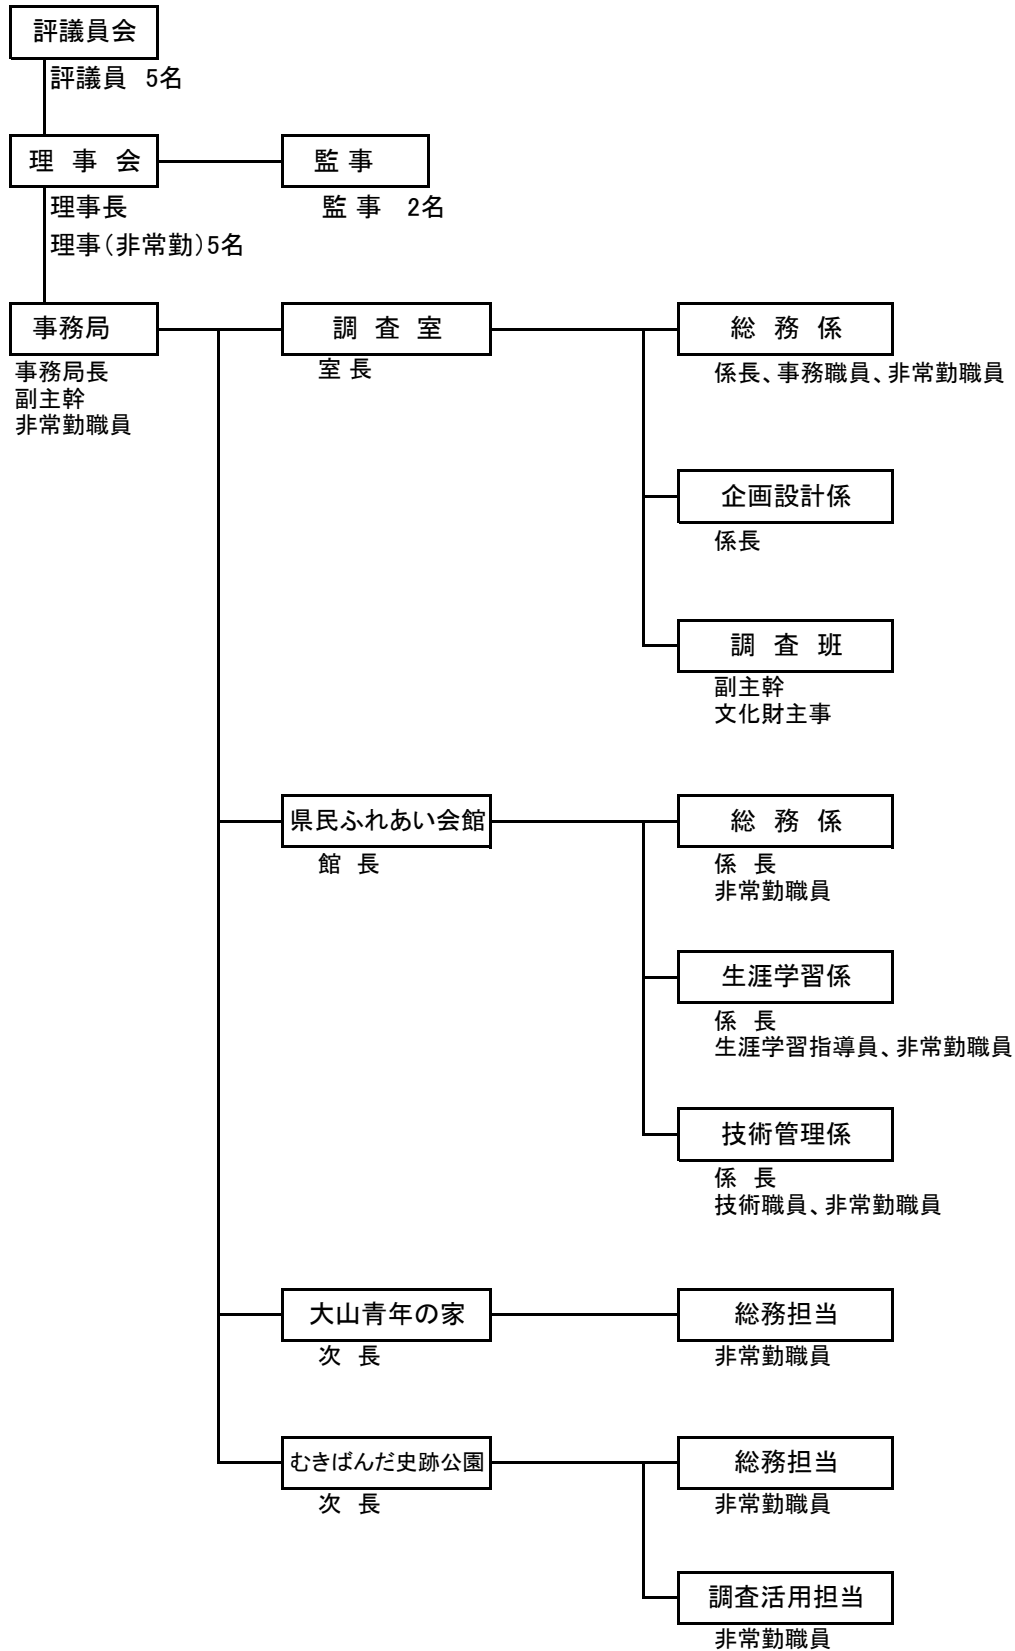 評議員会
評議員　5名
理　事　会
監 事
理事長
監 事　2名
理事（非常勤）5名
事務局
調　査　室
総　務　係
事務局長
副主幹
非常勤職員
室 長
係長、事務職員、非常勤職員
企画設計係
係長
調　査　班
副主幹
文化財主事
県民ふれあい会館
総　務　係
館　長
係　長
非常勤職員
生涯学習係
係　長
生涯学習指導員、非常勤職員
技術管理係
係　長
技術職員、非常勤職員
大山青年の家
総務担当
次　長
非常勤職員
むきばんだ史跡公園
総務担当
次　長
非常勤職員
調査活用担当
非常勤職員